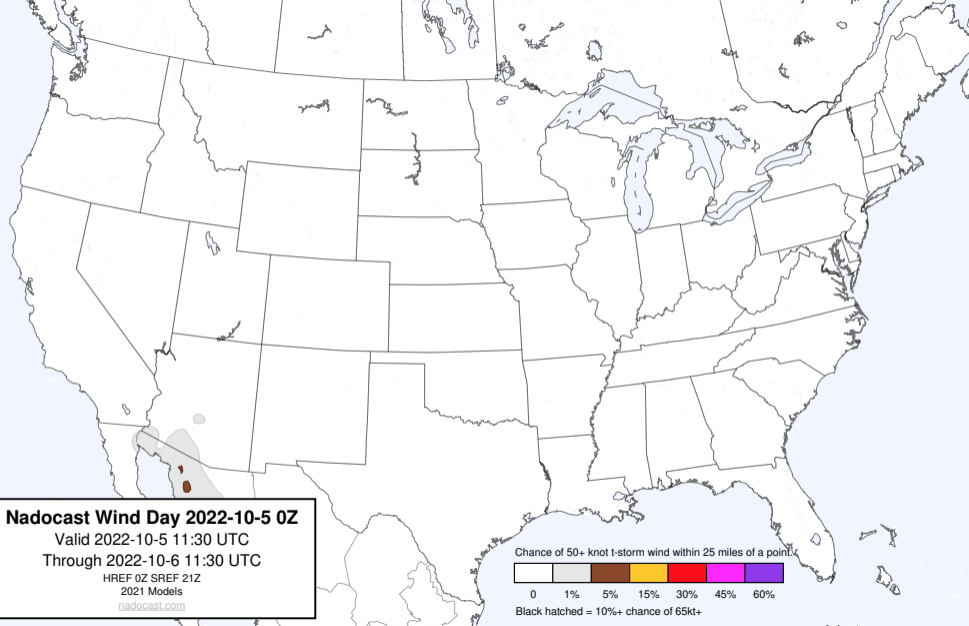 Nadocast Wind Day 2022-10-5 0Z
Valid 2022-10-5 11:30 UTC
Through 2022-10-6 11:30 UTC
HREF 0Z SREF 21Z
2021 Models
nadocast.com
Chance of 50+ knot t-storm wind within 25 miles of a point.
0 1% 5% 15% 30% 45% 60%
Black hatched = 10%+ chance of 65kt+